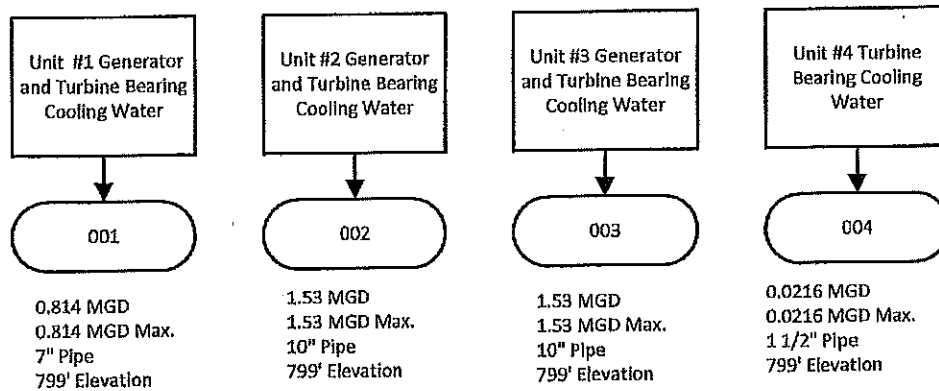 Unit #1 Generator
and Turbine Bearing
Cooling Water
Unit #2 Generator
and Turbine Bearing
Cooling Water
Unit #3 Generator
and Turbine Bearing
Cooling Water
Unit #4 Turbine
Bearing Cooling
Water
001
002
003
004
0.814 MGD
0.814 MGD Max.
7" Pipe
799' Elevation
1.53 MGD
1.53 MGD Max.
10" Pipe
799' Elevation
1.53 MGD
1.53 MGD Max.
10" Pipe
799' Elevation
0.0216 MGD
0.0216 MGD Max.
1 1/2" Pipe
799' Elevation